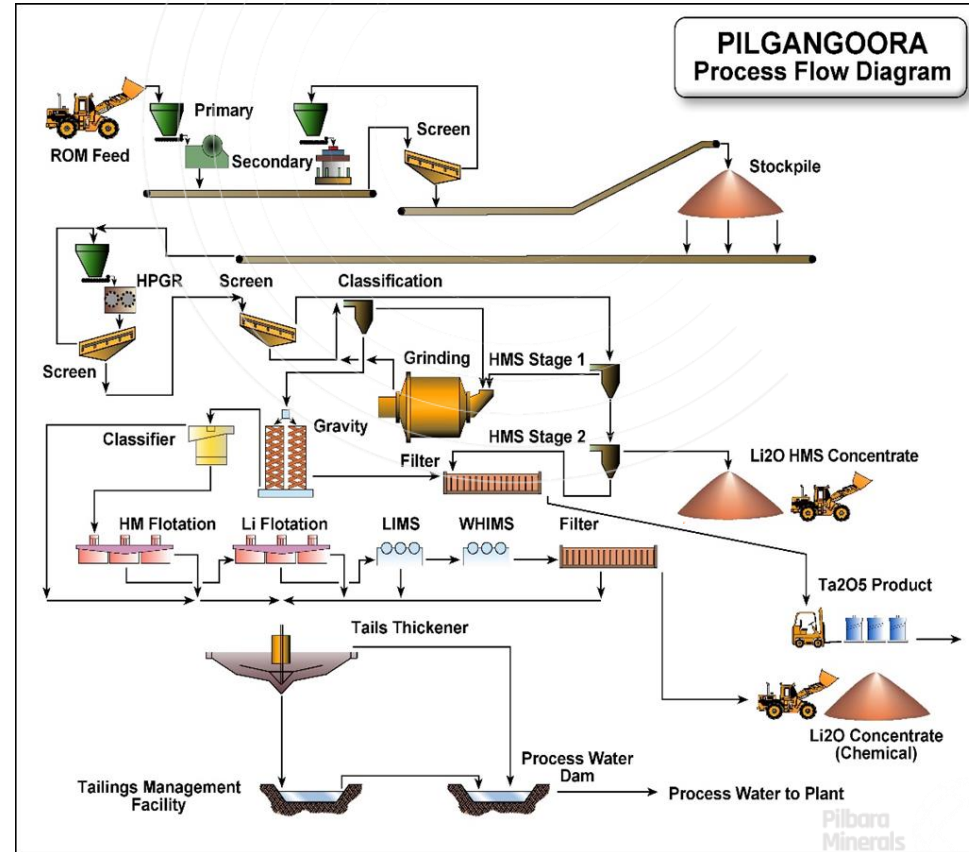 PILGANGOORA
Process Flow Diagram
Primary
ROM Feed
Secondary
Screen
Stockpile
HPGR
Screen
Classification
Screen
Grinding
HMS Stage 1
Classifier
Gravity
HMS Stage 2
Filter
Li2O HMS Concentrate
HM Flotation
Li Flotation
LIMS
WHIMS
Filter
Ta2O5 Product
Tails Thickener
Li2O Concentrate
(Chemical)
Process Water
Dam
Tailings Management
Facility
Process Water to Plant
Pilbara
Minerals